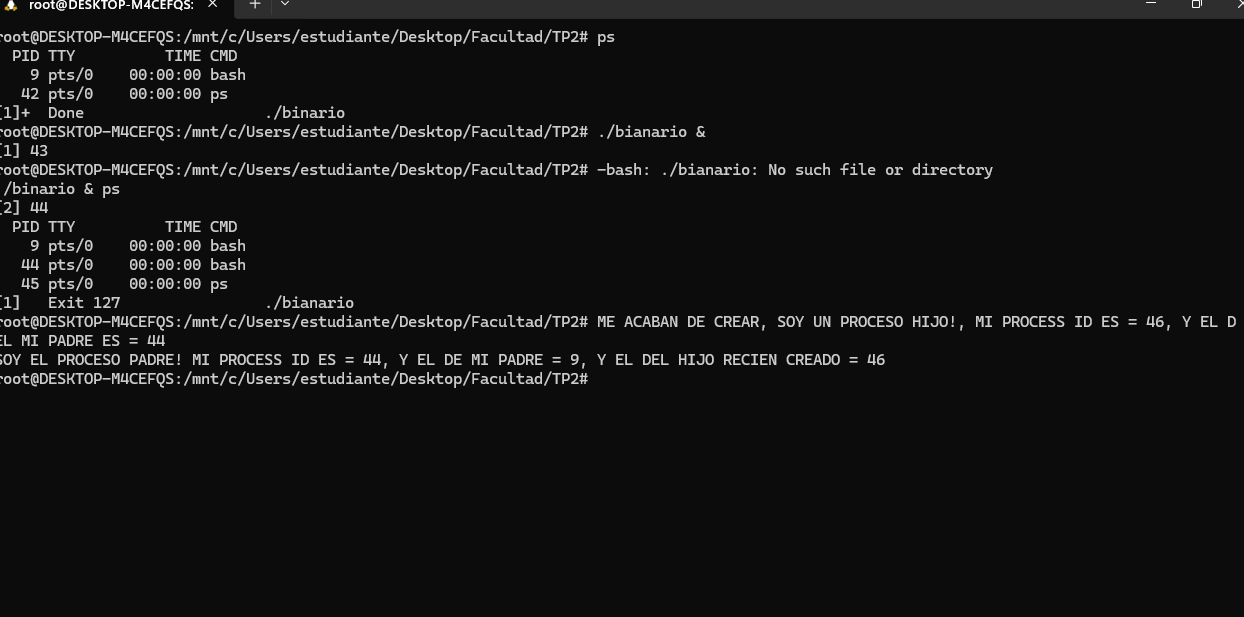 root@DESKTOP-M4CEFQS:
root@DESKTOP-M4CEFQS:/mnt/c/Users/estudiante/Desktop/Facultad/TP2# ps
PID TTY TIME CMD
9 pts/0 00:00:00 bash
42 pts/0 00:00:00 ps
[1]+ Done ./binario
root@DESKTOP-M4CEFQS:/mnt/c/Users/estudiante/Desktop/Facultad/TP2# ./bianario &
[1] 43
root@DESKTOP-M4CEFQS:/mnt/c/Users/estudiante/Desktop/Facultad/TP2# -bash: ./bianario: No such file or directory
./binario & ps
[2] 44
PID TTY TIME CMD
9 pts/0 00:00:00 bash
44 pts/0 00:00:00 bash
45 pts/0 00:00:00 ps
[1] Exit 127 ./bianario
root@DESKTOP-M4CEFQS:/mnt/c/Users/estudiante/Desktop/Facultad/TP2# ME ACABAN DE CREAR, SOY UN PROCESO HIJO!, MI PROCESS ID ES = 46, Y EL D
EL MI PADRE ES = 44
SOY EL PROCESO PADRE! MI PROCESS ID ES = 44, Y EL DE MI PADRE = 9, Y EL DEL HIJO RECIEN CREADO = 46
root@DESKTOP-M4CEFQS:/mnt/c/Users/estudiante/Desktop/Facultad/TP2#